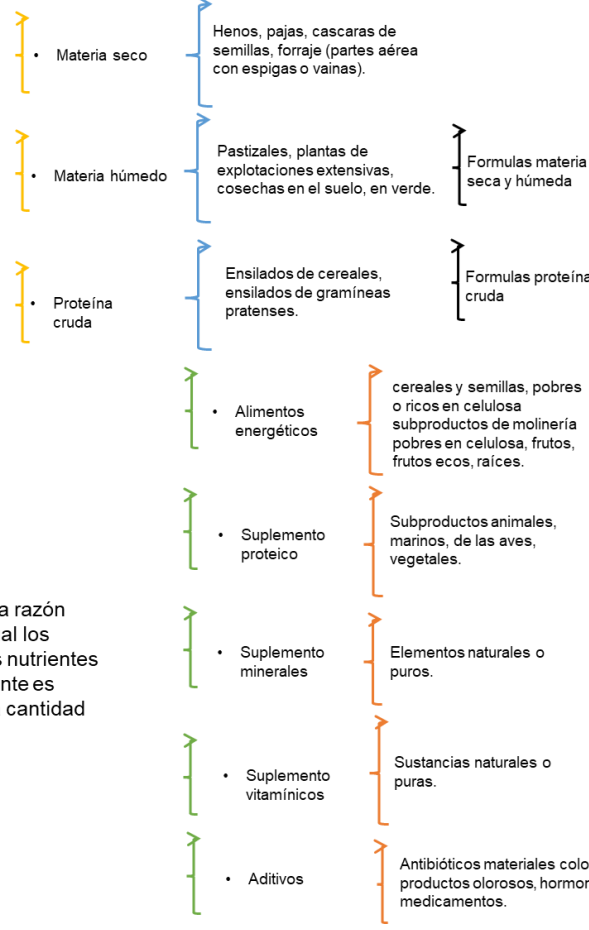 • Materia seco
Henos, pajas, cascaras de
semillas, forraje (partes aérea
con espigas o vainas).
• Materia húmedo
Pastizales, plantas de
explotaciones extensivas,
cosechas en el suelo, en verde.
Formulas materia
seca y húmeda
• Proteína
cruda
Ensilados de cereales,
ensilados de gramíneas
pratenses.
Formulas proteína
cruda
• Alimentos
energéticos
cereales y semillas, pobres
o ricos en celulosa
subproductos de molinería
pobres en celulosa, frutos,
frutos ecos, raíces.
• Suplemento
proteico
Subproductos animales,
marinos, de las aves,
vegetales.
a razón
al los
s nutrientes
nte es
cantidad
• Suplemento
minerales
Elementos naturales o
puros.
• Suplemento
vitamínicos
Sustancias naturales o
puras.
• Aditivos
Antibióticos materiales colo
productos olorosos, hormon
medicamentos.